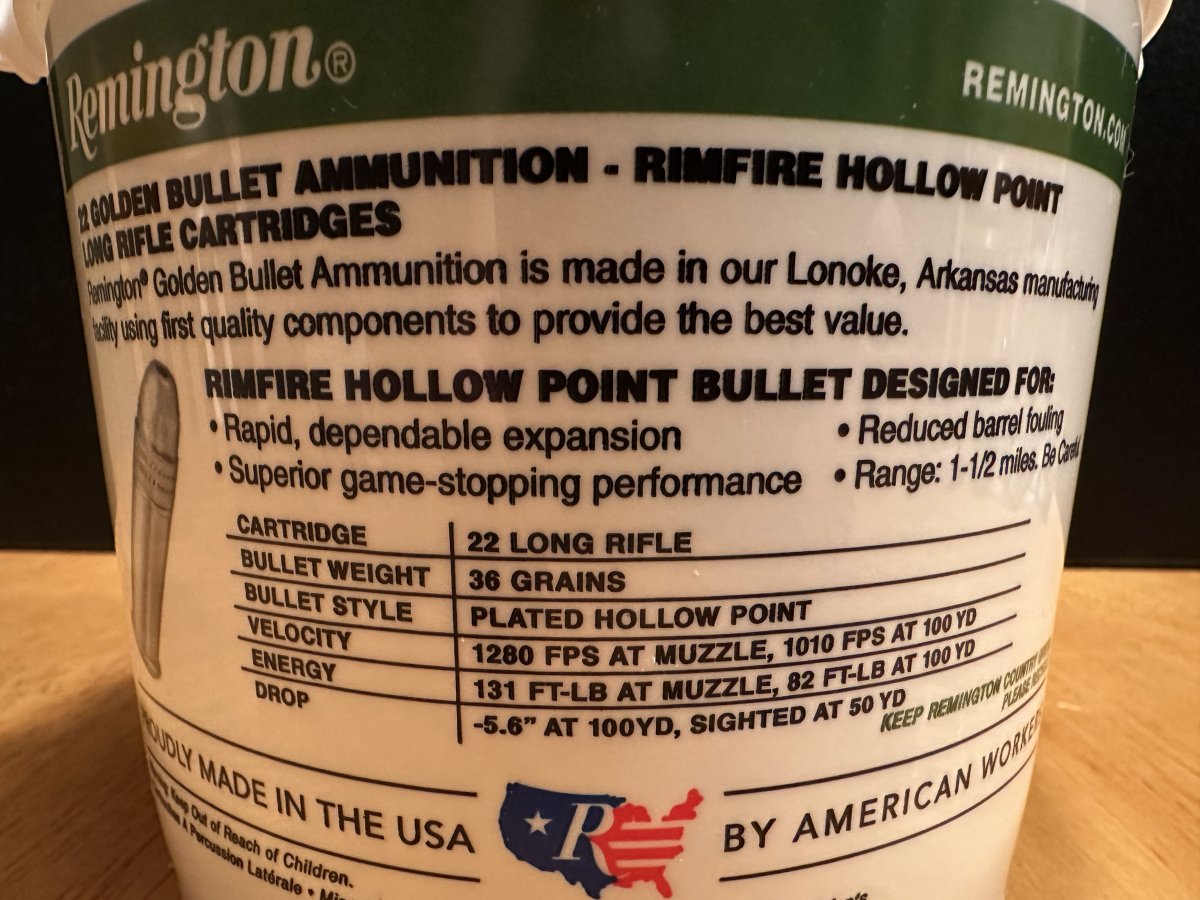 Remington®
REMINGTON.COM
22 GOLDEN BULLET AMMUNITION - RIMFIRE HOLLOW POINT
LONG RIFLE CARTRIDGES
Remington® Golden Bullet Ammunition is made in our Lonoke, Arkansas manufacturing
facility using first quality components to provide the best value.
RIMFIRE HOLLOW POINT BULLET DESIGNED FOR:
• Rapid, dependable expansion
• Superior game-stopping performance
• Reduced barrel fouling
• Range: 1-1/2 miles. Be Careful
CARTRIDGE 22 LONG RIFLE
BULLET WEIGHT 36 GRAINS
BULLET STYLE PLATED HOLLOW POINT
VELOCITY 1280 FPS AT MUZZLE, 1010 FPS AT 100 YD
ENERGY 131 FT-LB AT MUZZLE, 82 FT-LB AT 100 YD
DROP -5.6” AT 100YD, SIGHTED AT 50 YD
KEEP REMINGTON COUNTRY
PLEASE
PROUDLY MADE IN THE USA
R
BY AMERICAN WORKERS
Keep Out of Reach of Children.
A Percussion Latérale •